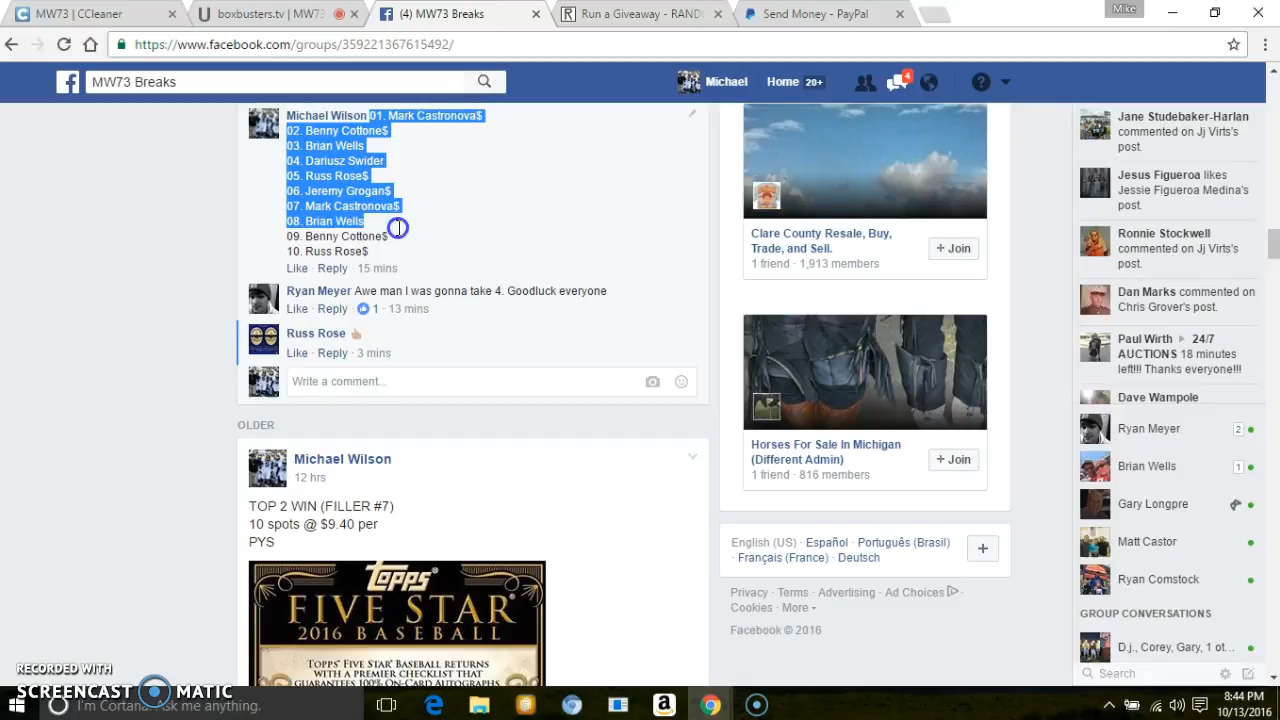 MW73 | CCleaner
boxbusters.tv | MW73
(4) MW73 Breaks
Run a Giveaway - RAND
Send Money - PayPal
Mike
https://www.facebook.com/groups/359221367615492/
MW73 Breaks
Michael
Home 20+
4
Michael Wilson 01. Mark Castronova$
02. Benny Cottone$
03. Brian Wells
04. Dariusz Swider
05. Russ Rose$
06. Jeremy Grogan$
07. Mark Castronova$
08. Brian Wells
09. Benny Cottone$
10. Russ Rose$
Like · Reply · 15 mins
Ryan Meyer Awe man I was gonna take 4. Goodluck everyone
Like · Reply · 1 · 13 mins
Russ Rose
Like · Reply · 3 mins
Write a comment...
OLDER
Michael Wilson
12 hrs
TOP 2 WIN (FILLER #7)
10 spots @ $9.40 per
PYS
Topps
FIVE STAR
2016 BASEBALL
TOPPS® FIVE STAR® BASEBALL RETURNS
WITH A PREMIER CHECKLIST THAT
GUARANTEES 100% ON-CARD AUTOGRAPHS
Clare County Resale, Buy,
Trade, and Sell.
1 friend · 1,913 members
+ Join
Horses For Sale In Michigan
(Different Admin)
1 friend · 816 members
+ Join
English (US) · Español · Português (Brasil)
· Français (France) · Deutsch
Privacy · Terms · Advertising · Ad Choices ·
Cookies · More
Facebook © 2016
Jane Studebaker-Harlan
commented on Jj Virts's
post.
Jesus Figueroa likes
Jessie Figueroa Medina's
post.
Ronnie Stockwell
commented on Jj Virts's
post.
Dan Marks commented on
Chris Grover's post.
Paul Wirth ▸ 24/7
AUCTIONS 18 minutes
left!!! Thanks everyone!!!
Dave Wampole
Ryan Meyer 2
Brian Wells 1
Gary Longpre
Matt Castor
Ryan Comstock
GROUP CONVERSATIONS
D.j., Corey, Gary, 1 ot...
Search
RECORDED WITH
SCREENCAST MATIC
I'm Cortana. Ask me anything.
8:44 PM
10/13/2016